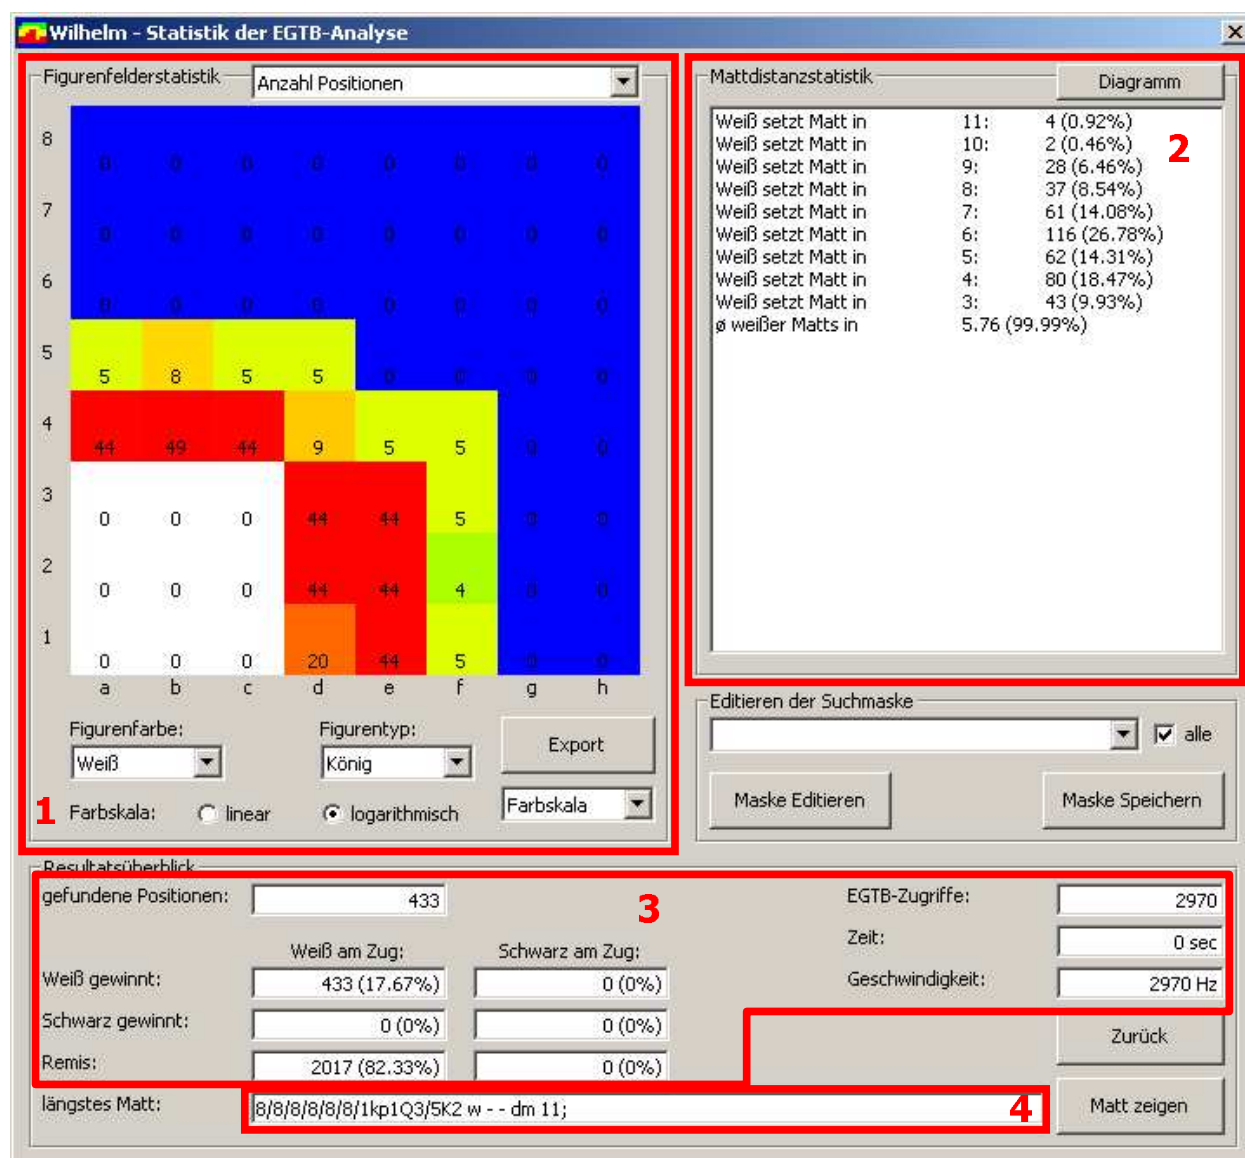 Wilhelm - Statistik der EGTB-Analyse
Figurenfelderstatistik Anzahl Positionen
8 0 0 0 0 0 0 0 0
7 0 0 0 0 0 0 0 0
6 0 0 0 0 0 0 0 0
5 5 8 5 5 0 0 0 0
4 44 49 44 9 5 5 0 0
3 0 0 0 44 44 5 0 0
2 0 0 0 44 44 4 0 0
1 0 0 0 20 44 5 0 0
a b c d e f g h
Figurenfarbe: Figurentyp:
Weiß König Export
1 Farbskala: linear logarithmisch Farbskala
Mattdistanzstatistik Diagramm
2
Weiß setzt Matt in 11: 4 (0.92%)
Weiß setzt Matt in 10: 2 (0.46%)
Weiß setzt Matt in 9: 28 (6.46%)
Weiß setzt Matt in 8: 37 (8.54%)
Weiß setzt Matt in 7: 61 (14.08%)
Weiß setzt Matt in 6: 116 (26.78%)
Weiß setzt Matt in 5: 62 (14.31%)
Weiß setzt Matt in 4: 80 (18.47%)
Weiß setzt Matt in 3: 43 (9.93%)
ø weißer Matts in 5.76 (99.99%)
Editieren der Suchmaske
alle
Maske Editieren Maske Speichern
Resultatsüberblick
gefundene Positionen: 433 3 EGTB-Zugriffe: 2970
Zeit: 0 sec
Weiß am Zug: Schwarz am Zug:
Weiß gewinnt: 433 (17.67%) 0 (0%) Geschwindigkeit: 2970 Hz
Schwarz gewinnt: 0 (0%) 0 (0%) Zurück
Remis: 2017 (82.33%) 0 (0%)
längstes Matt: 8/8/8/8/8/8/1kp1Q3/5K2 w - - dm 11; 4 Matt zeigen